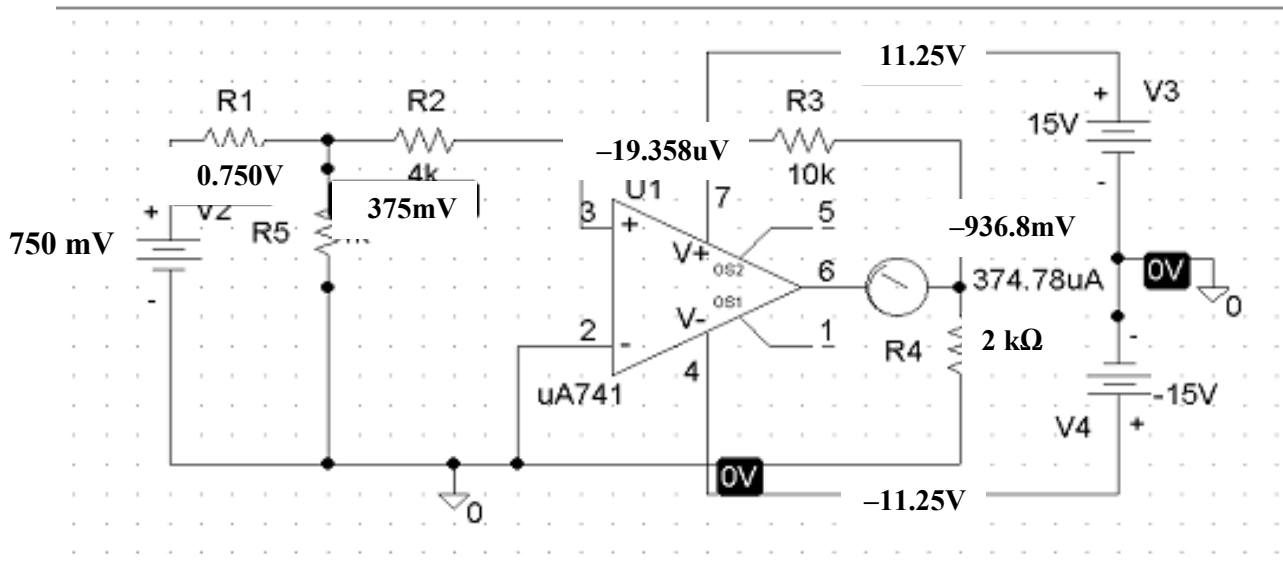 11.25V
R1
R2
R3
+
V3
15V
-
–19.358uV
0.750V
4k
10k
375mV
U1
7
5
3
+
V+
OS2
–936.8mV
+
V2
R5
750 mV
-
6
374.78uA
0V
0
OS1
V-
2
-
1
4
R4
2 kΩ
-
uA741
-15V
V4
+
0V
0
–11.25V